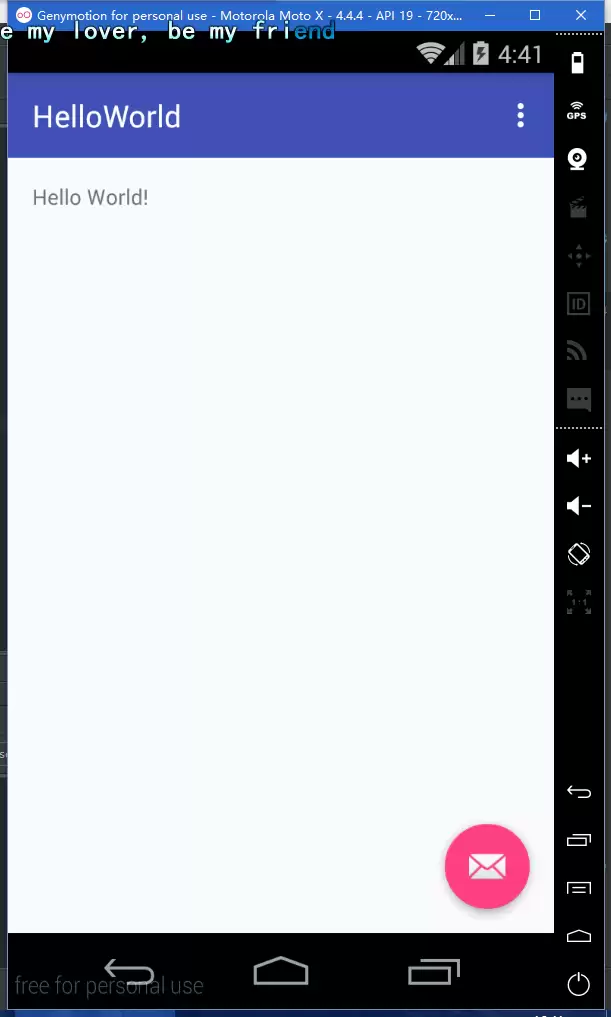 Genymotion for personal use - Motorola Moto X - 4.4.4 - API 19 - 720x...
e my lover, be my friend
4:41
GPS
HelloWorld
Hello World!
ID
1:1
free for personal use